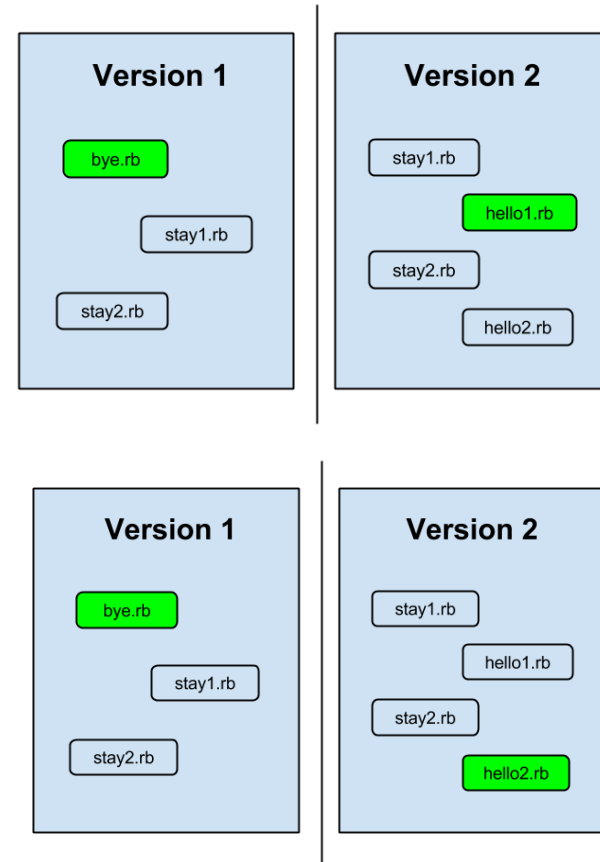 Version 1
bye.rb
stay1.rb
stay2.rb
Version 2
stay1.rb
hello1.rb
stay2.rb
hello2.rb
Version 1
bye.rb
stay1.rb
stay2.rb
Version 2
stay1.rb
hello1.rb
stay2.rb
hello2.rb